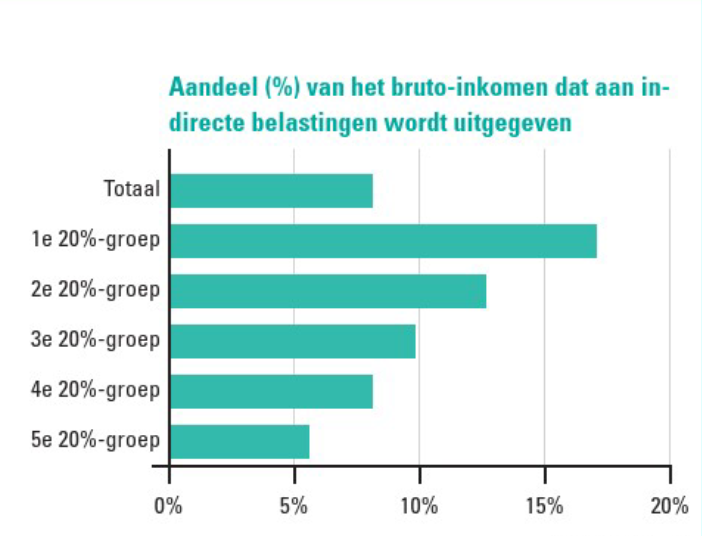 Aandeel (%) van het bruto-inkomen dat aan in-
directe belastingen wordt uitgegeven
Totaal
1e 20%-groep
2e 20%-groep
3e 20%-groep
4e 20%-groep
5e 20%-groep
0% 5% 10% 15% 20%